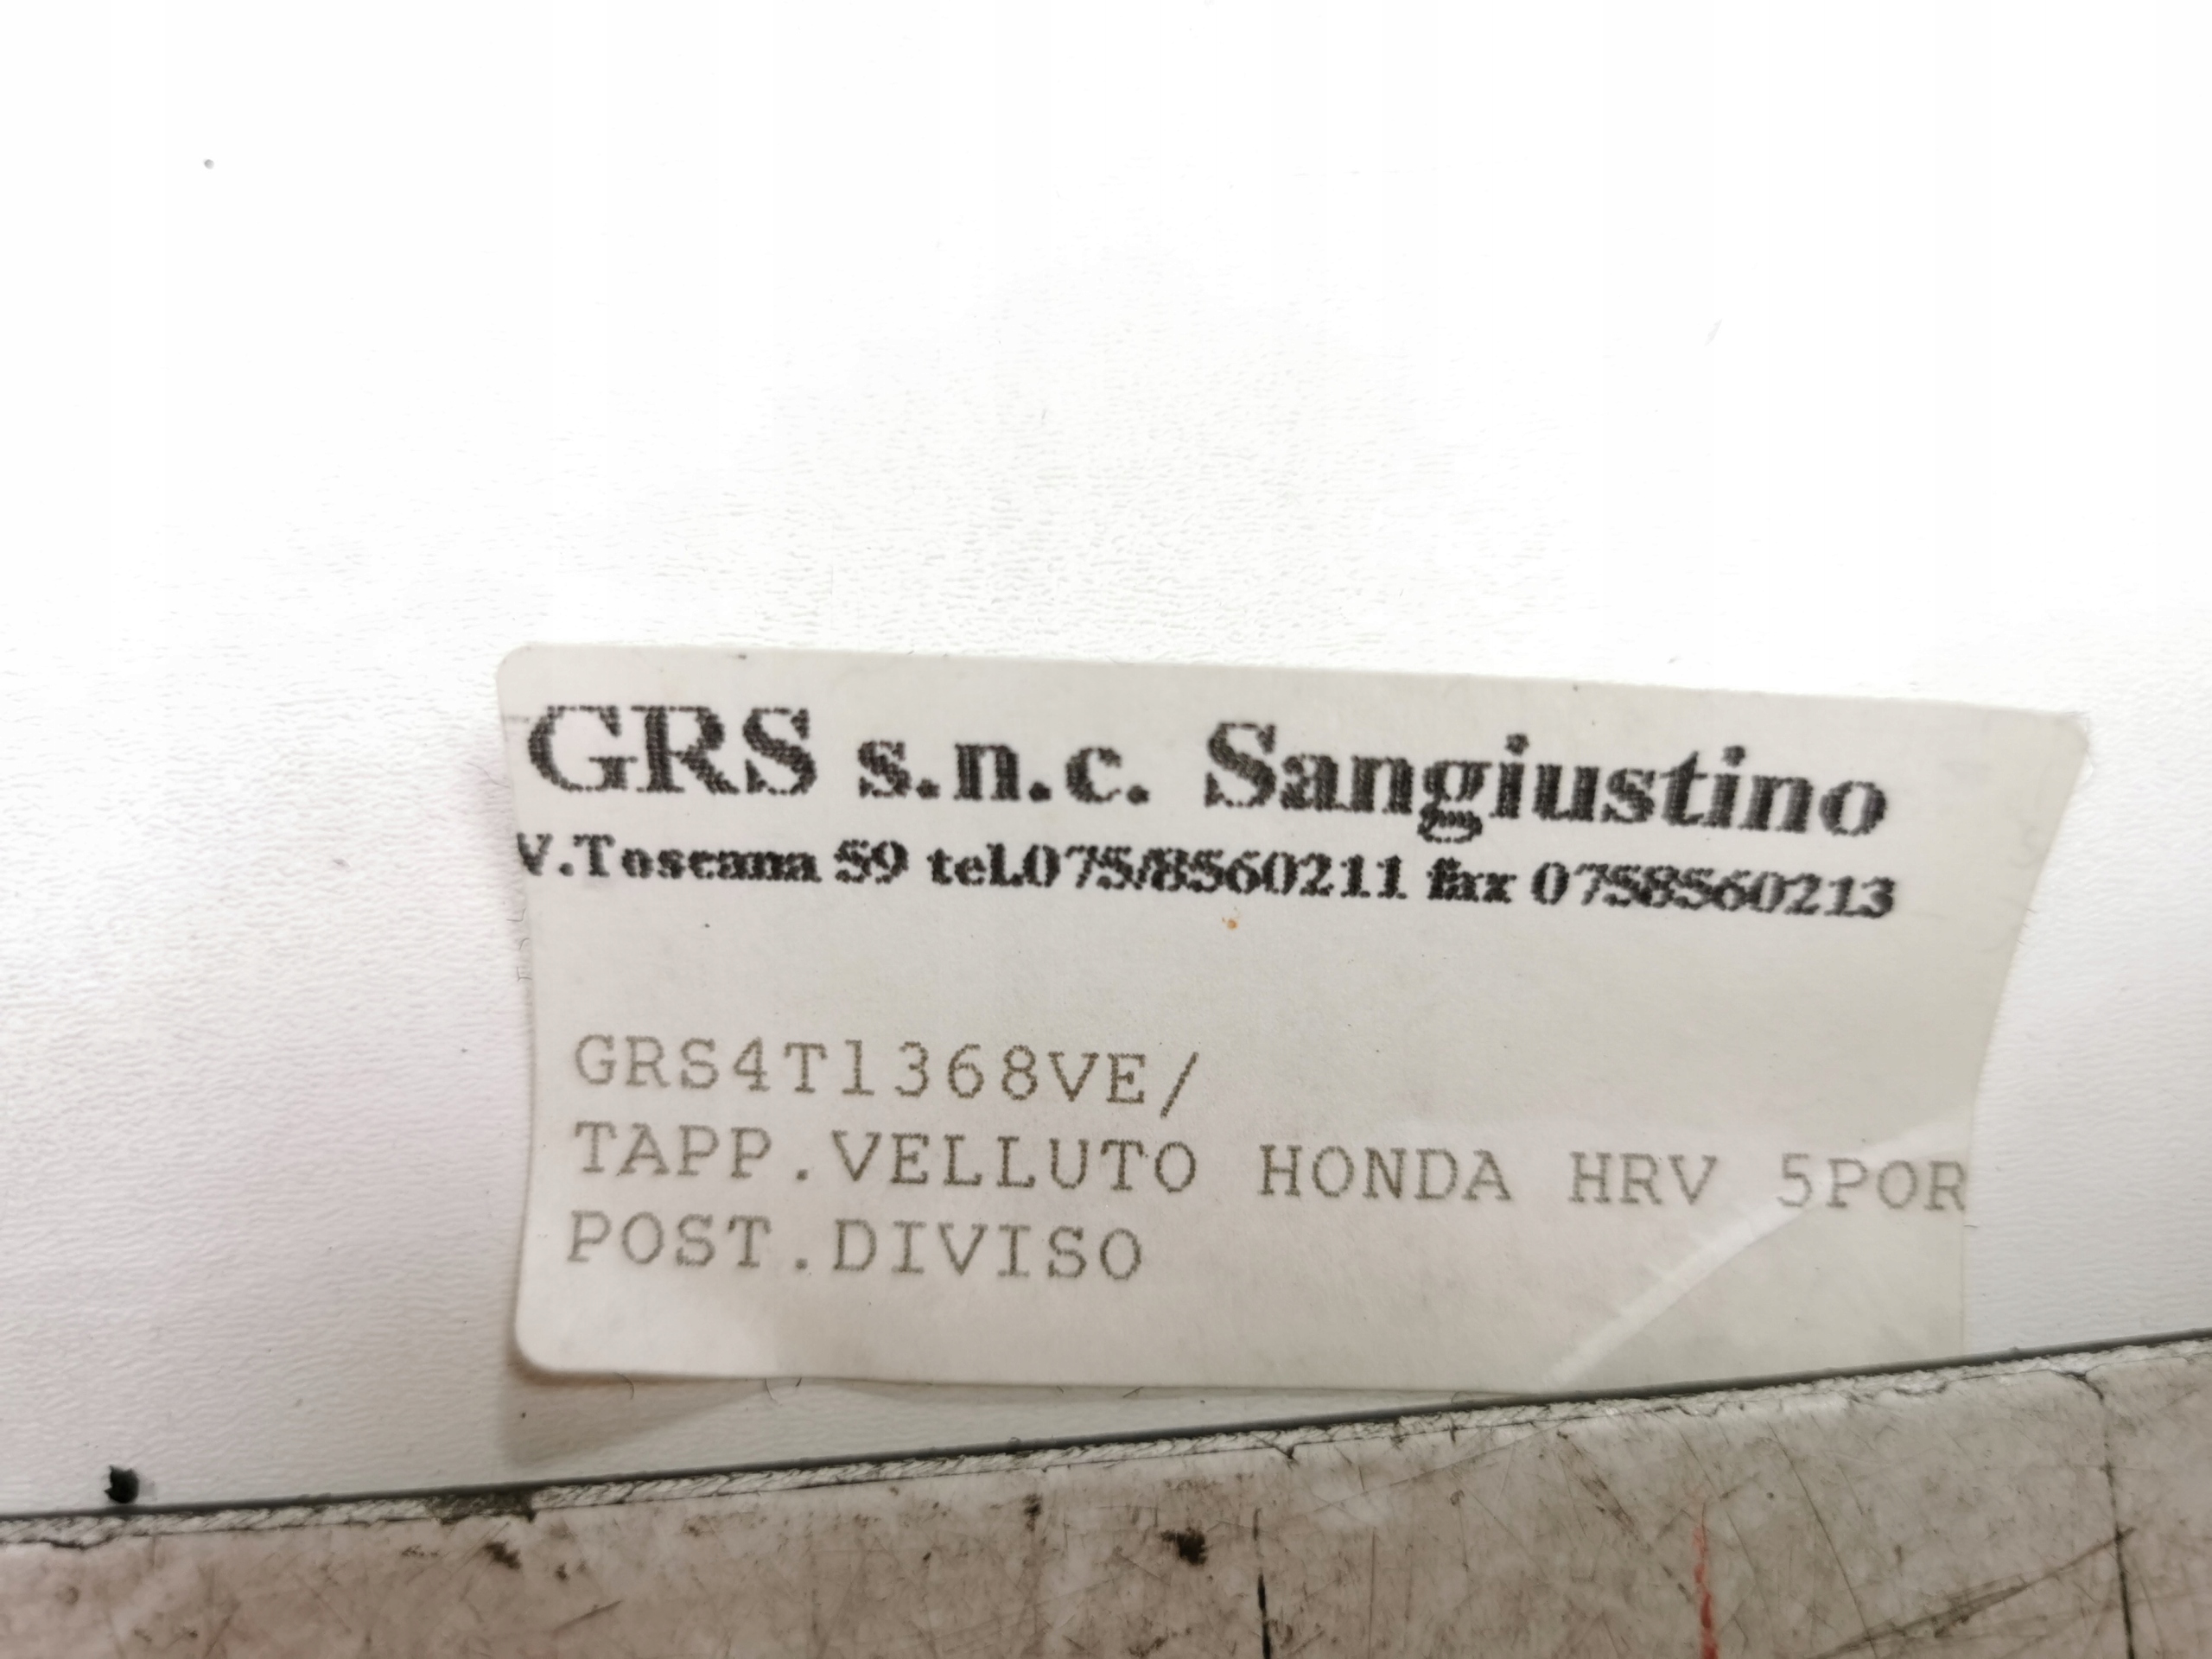 GRS s.n.c. Sangiustino
V.Toscana 59 tel.075/8560211 fax 0758560213
GRS4T1368VE/
TAPP.VELLUTO HONDA HRV 5POR
POST.DIVISO